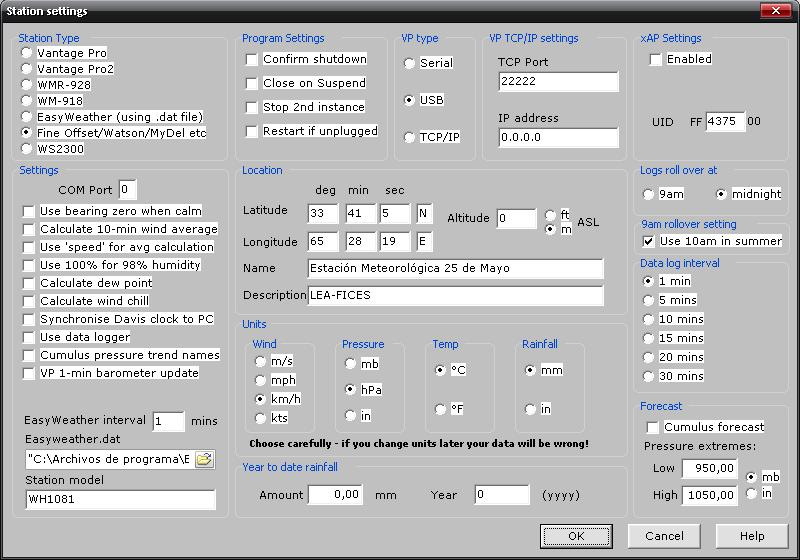 Station settings
Station Type
Vantage Pro
Vantage Pro2
WMR-928
WM-918
EasyWeather (using .dat file)
Fine Offset/Watson/MyDel etc
WS2300
Program Settings
Confirm shutdown
Close on Suspend
Stop 2nd instance
Restart if unplugged
VP type
Serial
USB
TCP/IP
VP TCP/IP settings
TCP Port
22222
IP address
0.0.0.0
xAP Settings
Enabled
UID FF 4375 00
Settings
COM Port 0
Use bearing zero when calm
Calculate 10-min wind average
Use 'speed' for avg calculation
Use 100% for 98% humidity
Calculate dew point
Calculate wind chill
Synchronise Davis clock to PC
Use data logger
Cumulus pressure trend names
VP 1-min barometer update
EasyWeather interval 1 mins
Easyweather.dat
"C:\Archivos de programa\E
Station model
WH1081
Location
deg min sec
Latitude 33 41 5 N
Longitude 65 28 19 E
Altitude 0 ft m ASL
Name Estación Meteorológica 25 de Mayo
Description LEA-FICES
Units
Wind
m/s
mph
km/h
kts
Pressure
mb
hPa
in
Temp
°C
°F
Rainfall
mm
in
Choose carefully - if you change units later your data will be wrong!
Year to date rainfall
Amount 0,00 mm Year 0 (yyyy)
Logs roll over at
9am midnight
9am rollover setting
Use 10am in summer
Data log interval
1 min
5 mins
10 mins
15 mins
20 mins
30 mins
Forecast
Cumulus forecast
Pressure extremes:
Low 950,00 mb
High 1050,00 in
OK Cancel Help